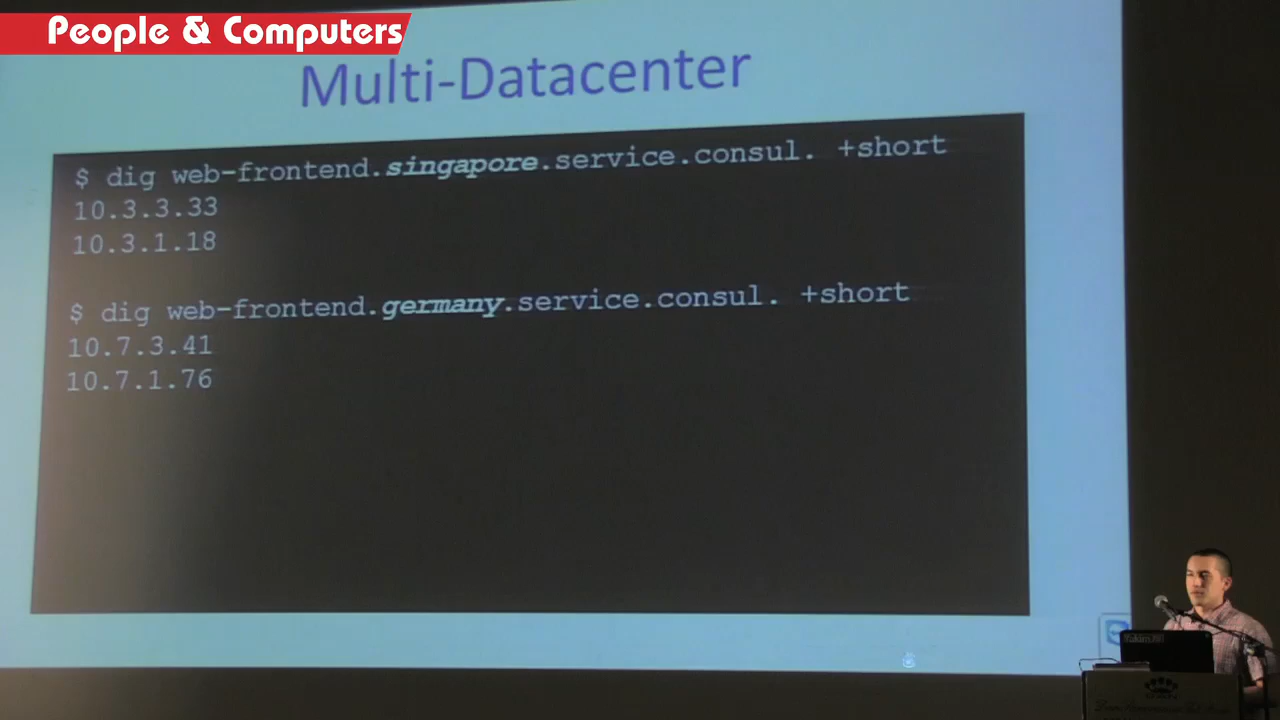 People & Computers
Multi-Datacenter
$ dig web-frontend.singapore.service.consul. +short
10.3.3.33
10.3.1.18
$ dig web-frontend.germany.service.consul. +short
10.7.3.41
10.7.1.76